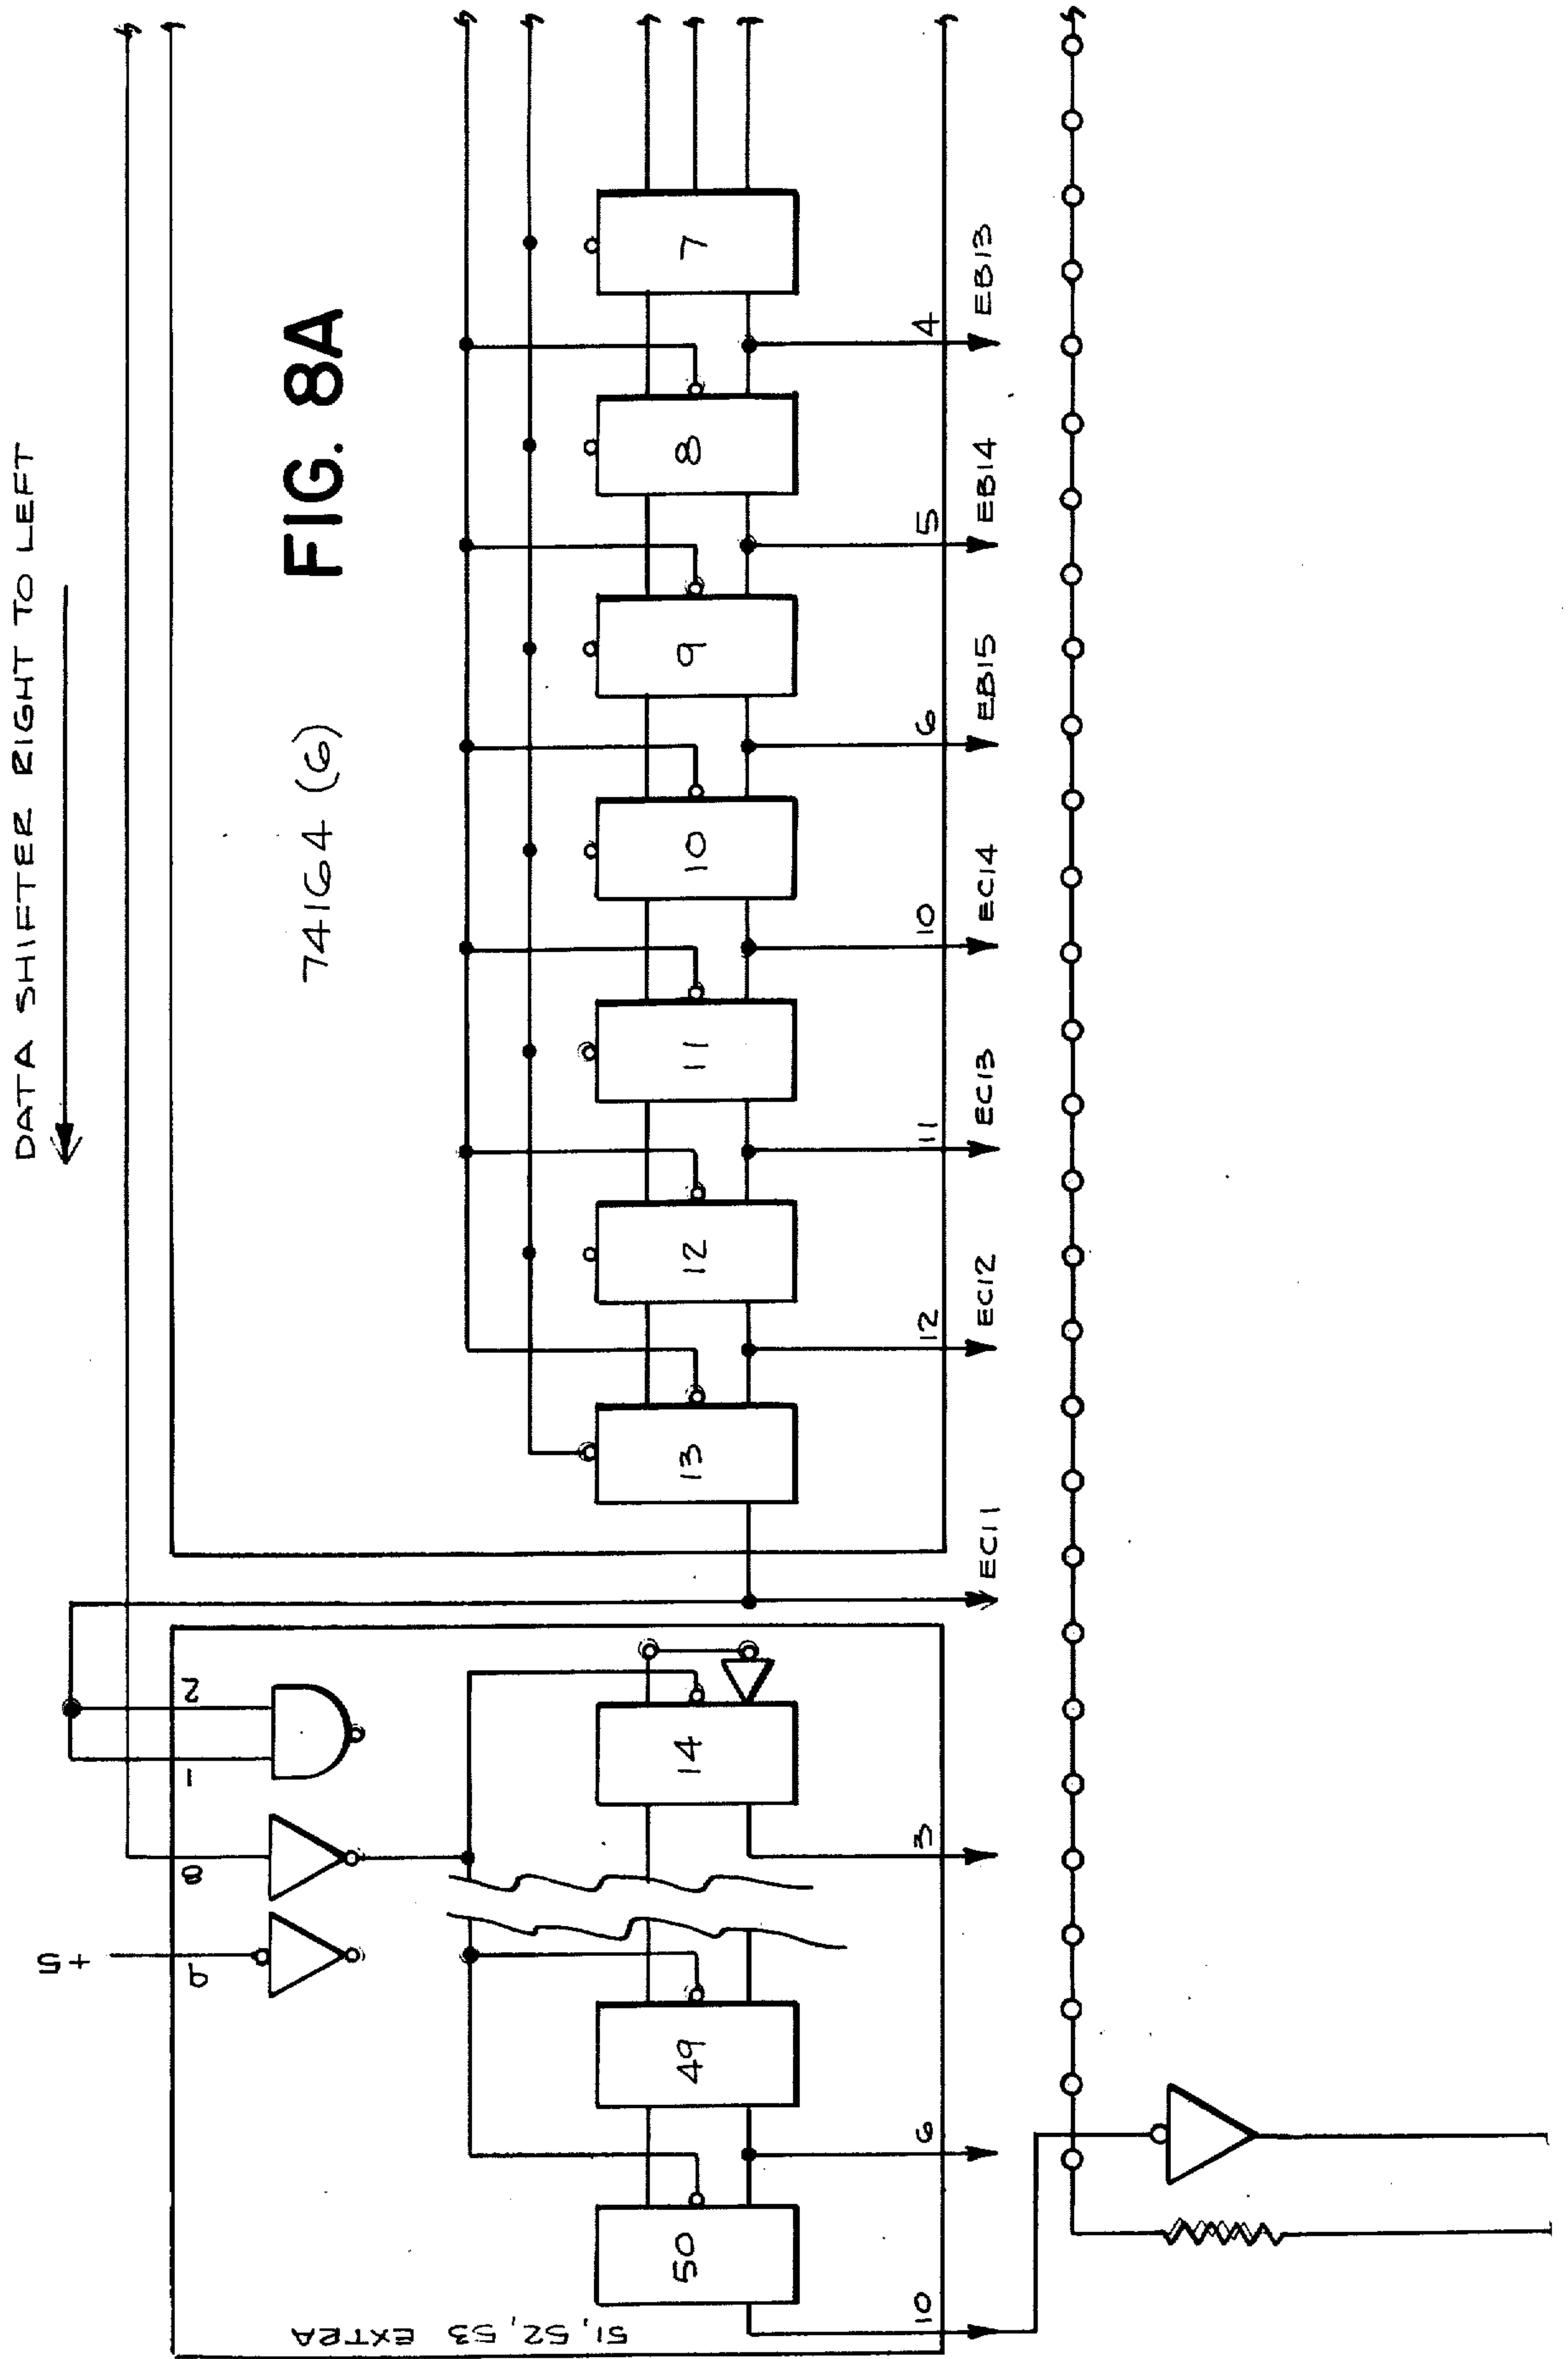 DATA SHIFTER RIGHT TO LEFT
+5
9 8 1 2
FIG. 8A
74164 (6)
51, 52, 53 EXTRA
50 49 14 13 12 11 10 9 8 7
10 6 3 12 11 10 6 5 4
EC11 EC12 EC13 EC14 EB15 EB14 EB13